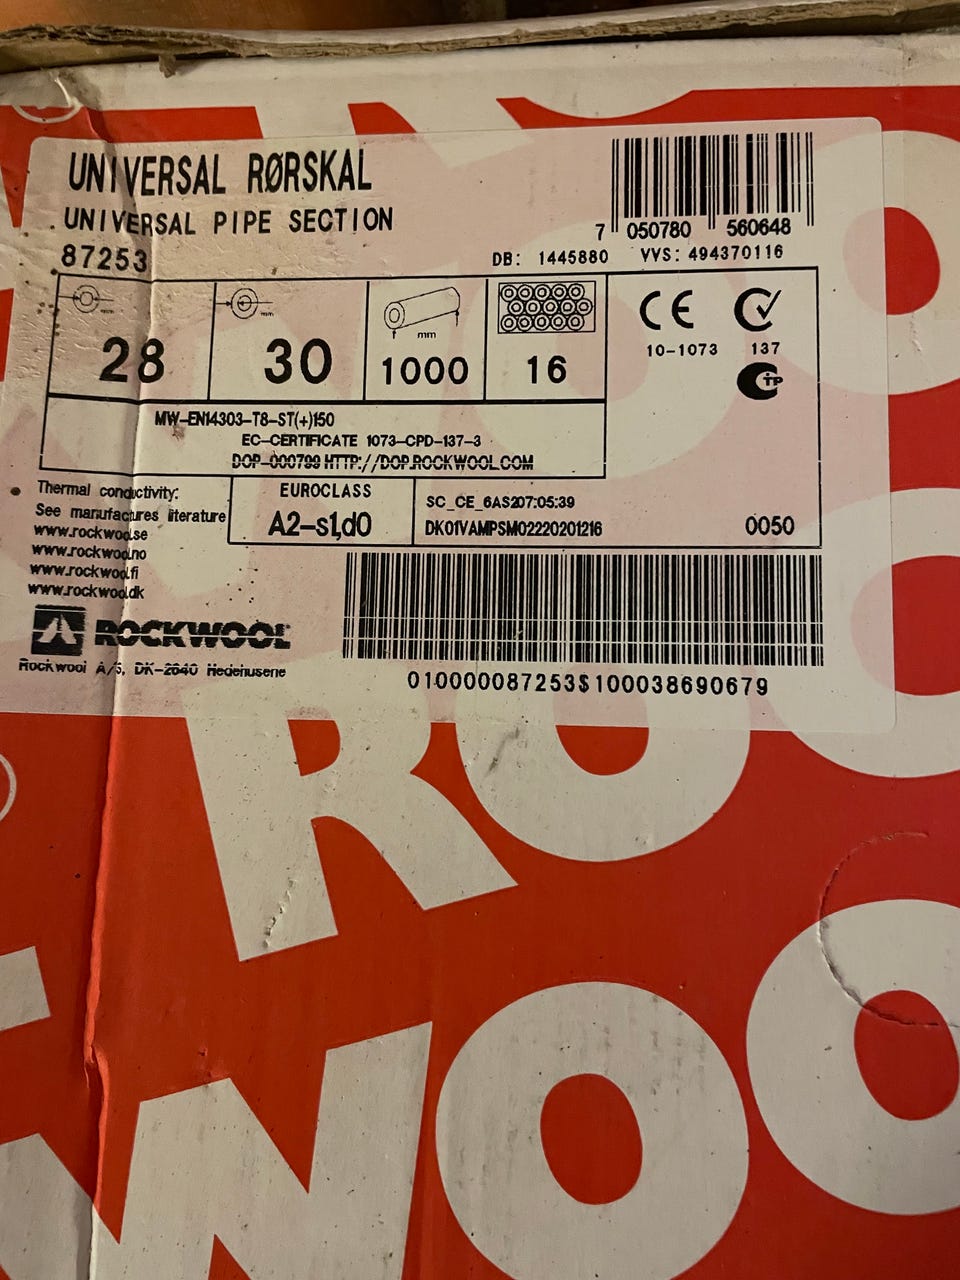 UNIVERSAL RØRSKAL
UNIVERSAL PIPE SECTION
87253
7 050780 560648
DB: 1445880 VVS: 494370116
mm
28
mm
30
mm
1000
16
CE
10-1073 137
MW-EN14303-T8-ST(+)150
EC-CERTIFICATE 1073-CPD-137-3
DOP-000799 HTTP://DOP.ROCKWOOL.COM
Thermal conductivity:
See manufactures literature
www.rockwool.se
www.rockwool.no
www.rockwool.fi
www.rockwool.dk
EUROCLASS
A2-s1,d0
SC_CE_6AS207:05:39
DK01VAMPSM02220201216 0050
ROCKWOOL
Rockwool A/S, DK-2640 Hedehusene
010000087253$100038690679
RO
WOO